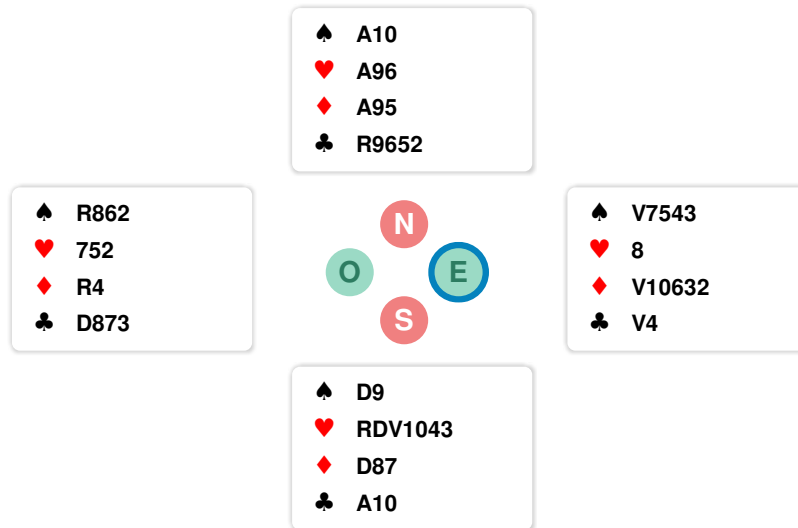 ♠ A10
♥ A96
♦ A95
♣ R9652
♠ R862
♥ 752
♦ R4
♣ D873
N
O E
S
♠ V7543
♥ 8
♦ V10632
♣ V4
♠ D9
♥ RDV1043
♦ D87
♣ A10